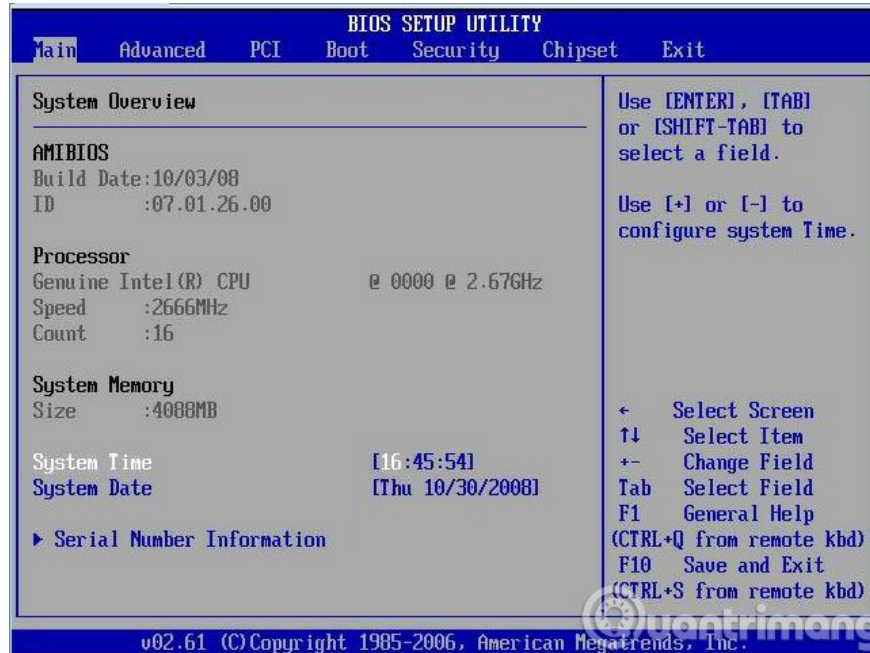 BIOS SETUP UTILITY
Main Advanced PCI Boot Security Chipset Exit
System Overview
AMIBIOS
Build Date:10/03/08
ID :07.01.26.00
Processor
Genuine Intel(R) CPU @ 0000 @ 2.67GHz
Speed :2666MHz
Count :16
System Memory
Size :4088MB
System Time [16:45:54]
System Date [Thu 10/30/2008]
▶ Serial Number Information
Use [ENTER], [TAB]
or [SHIFT-TAB] to
select a field.
Use [+] or [-] to
configure system Time.
← Select Screen
↑↓ Select Item
+- Change Field
Tab Select Field
F1 General Help
(CTRL+Q from remote kbd)
F10 Save and Exit
(CTRL+S from remote kbd)
v02.61 (C)Copyright 1985-2006, American Megatrends, Inc.
Quantrimang